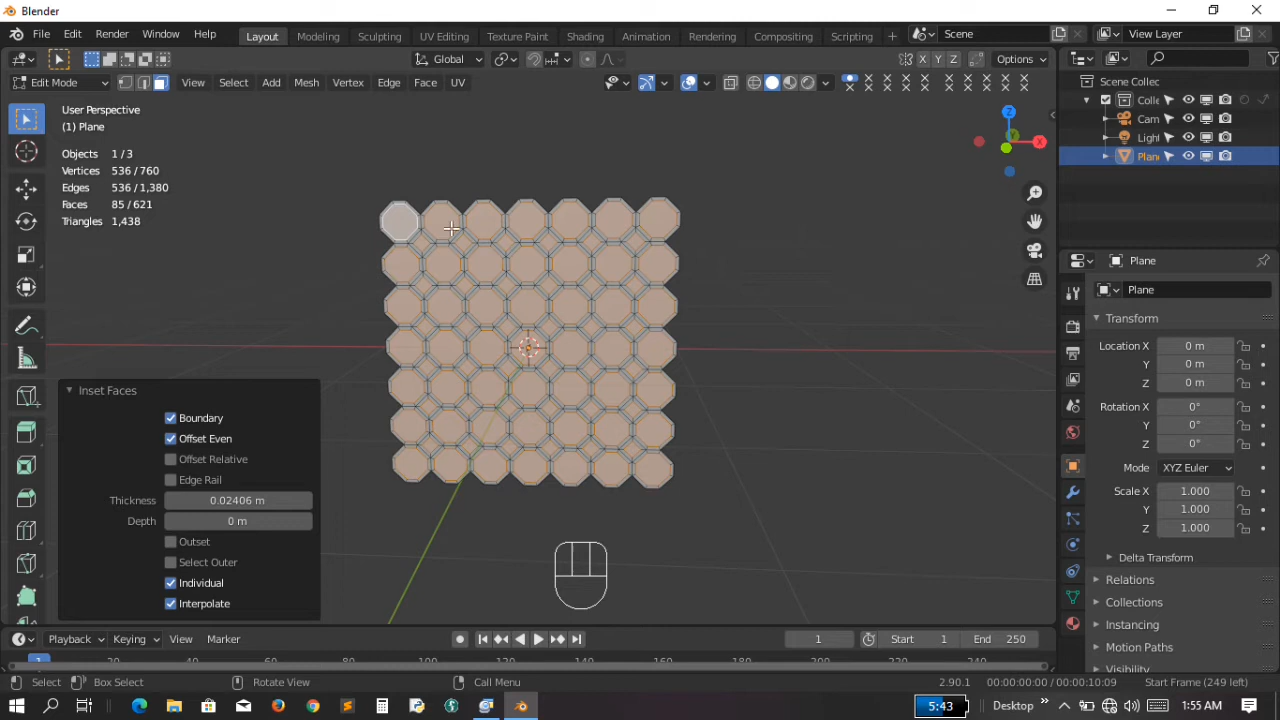 Blender
File Edit Render Window Help Layout Modeling Sculpting UV Editing Texture Paint Shading Animation Rendering Compositing Scripting + Scene View Layer
Global X Y Z Options
Edit Mode View Select Add Mesh Vertex Edge Face UV
Scene Collec
Colle
Cam
Light
Plane
User Perspective
(1) Plane
Objects 1 / 3
Vertices 536 / 760
Edges 536 / 1,380
Faces 85 / 621
Triangles 1,438
Z
X
Y
Plane
Plane
Transform
Location X 0 m
Y 0 m
Z 0 m
Rotation X 0°
Y 0°
Z 0°
Mode XYZ Euler
Scale X 1.000
Y 1.000
Z 1.000
Delta Transform
Relations
Collections
Instancing
Motion Paths
Visibility
Inset Faces
Boundary
Offset Even
Offset Relative
Edge Rail
Thickness 0.02406 m
Depth 0 m
Outset
Select Outer
Individual
Interpolate
Playback Keying View Marker 1 Start 1 End 250
1 20 40 60 80 100 120 140 160 180 200 220 240
Select Box Select Rotate View Call Menu 2.90.1 00:00:00:00 / 00:00:10:09 Start Frame (249 left)
5:43 Desktop 1:55 AM